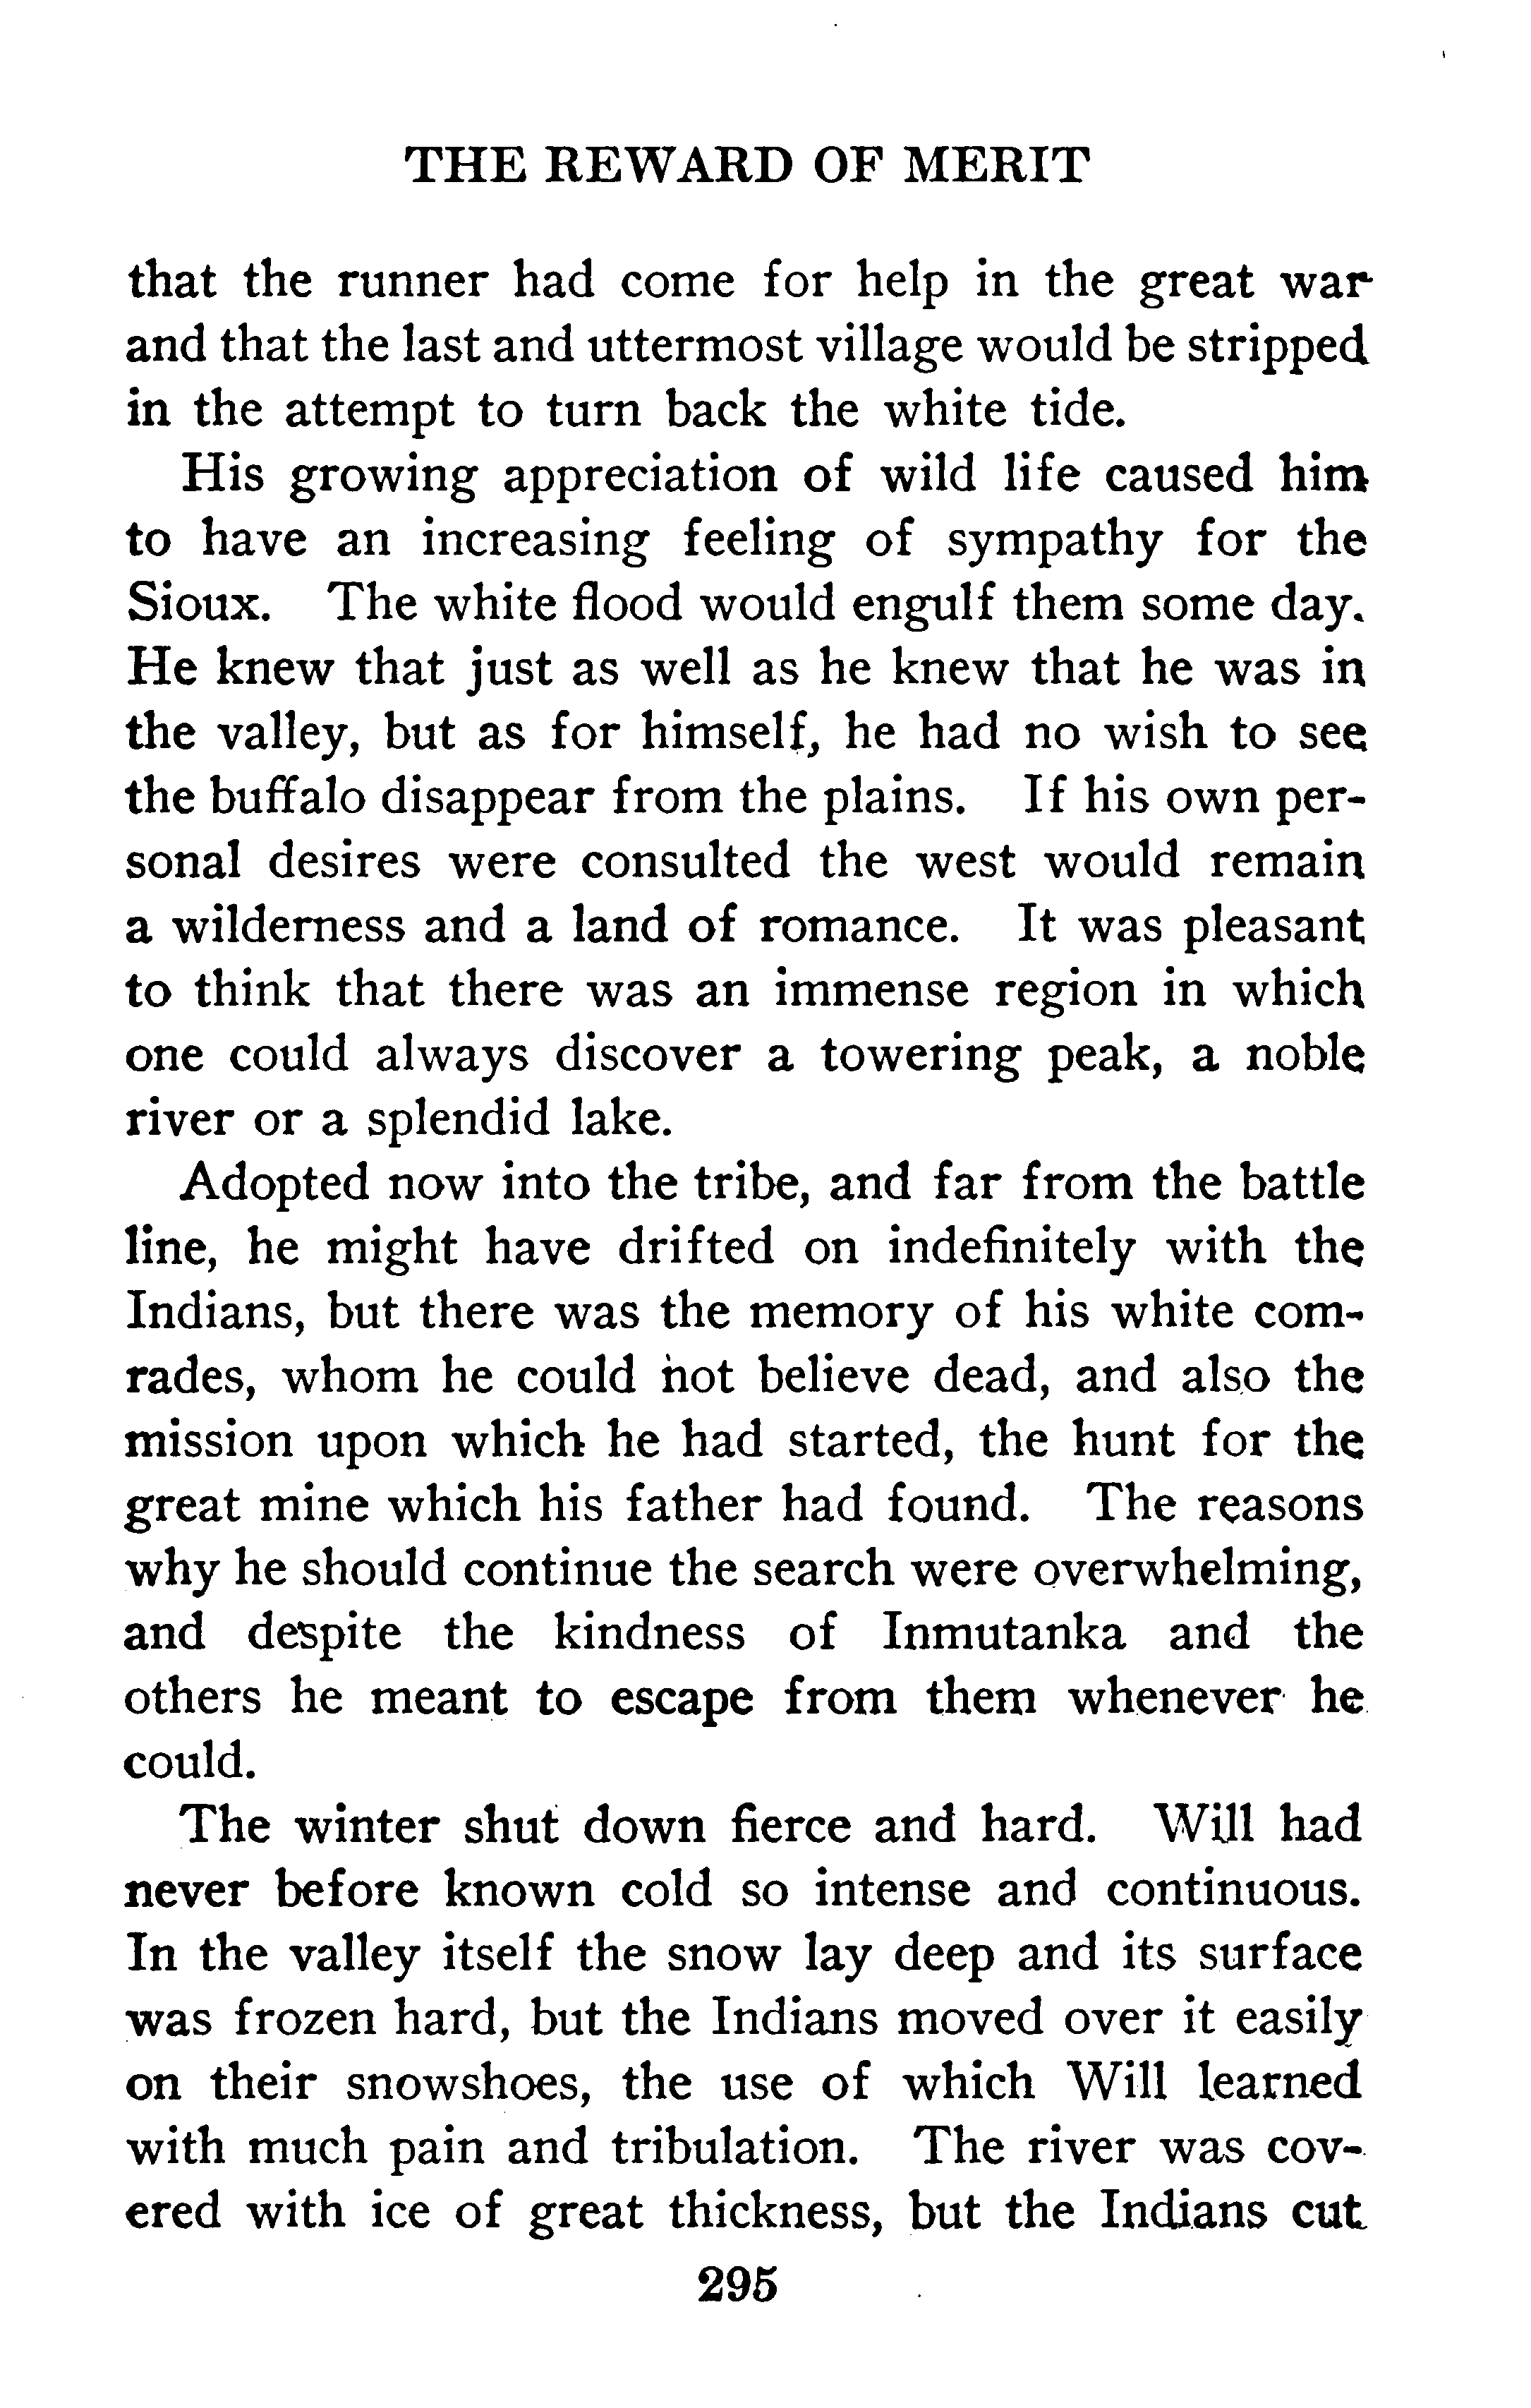 THE REWARD OF MERIT
that the runner had come for help in the great war
and that the last and uttermost village would be stripped
in the attempt to turn back the white tide.
His growing appreciation of wild life caused him
to have an increasing feeling of sympathy for the
Sioux. The white flood would engulf them some day.
He knew that just as well as he knew that he was in
the valley, but as for himself, he had no wish to see
the buffalo disappear from the plains. If his own per-
sonal desires were consulted the west would remain
a wilderness and a land of romance. It was pleasant
to think that there was an immense region in which
one could always discover a towering peak, a noble
river or a splendid lake.
Adopted now into the tribe, and far from the battle
line, he might have drifted on indefinitely with the
Indians, but there was the memory of his white com-
rades, whom he could not believe dead, and also the
mission upon which he had started, the hunt for the
great mine which his father had found. The reasons
why he should continue the search were overwhelming,
and despite the kindness of Inmutanka and the
others he meant to escape from them whenever he
could.
The winter shut down fierce and hard. Will had
never before known cold so intense and continuous.
In the valley itself the snow lay deep and its surface
was frozen hard, but the Indians moved over it easily
on their snowshoes, the use of which Will learned
with much pain and tribulation. The river was cov-
ered with ice of great thickness, but the Indians cut
295